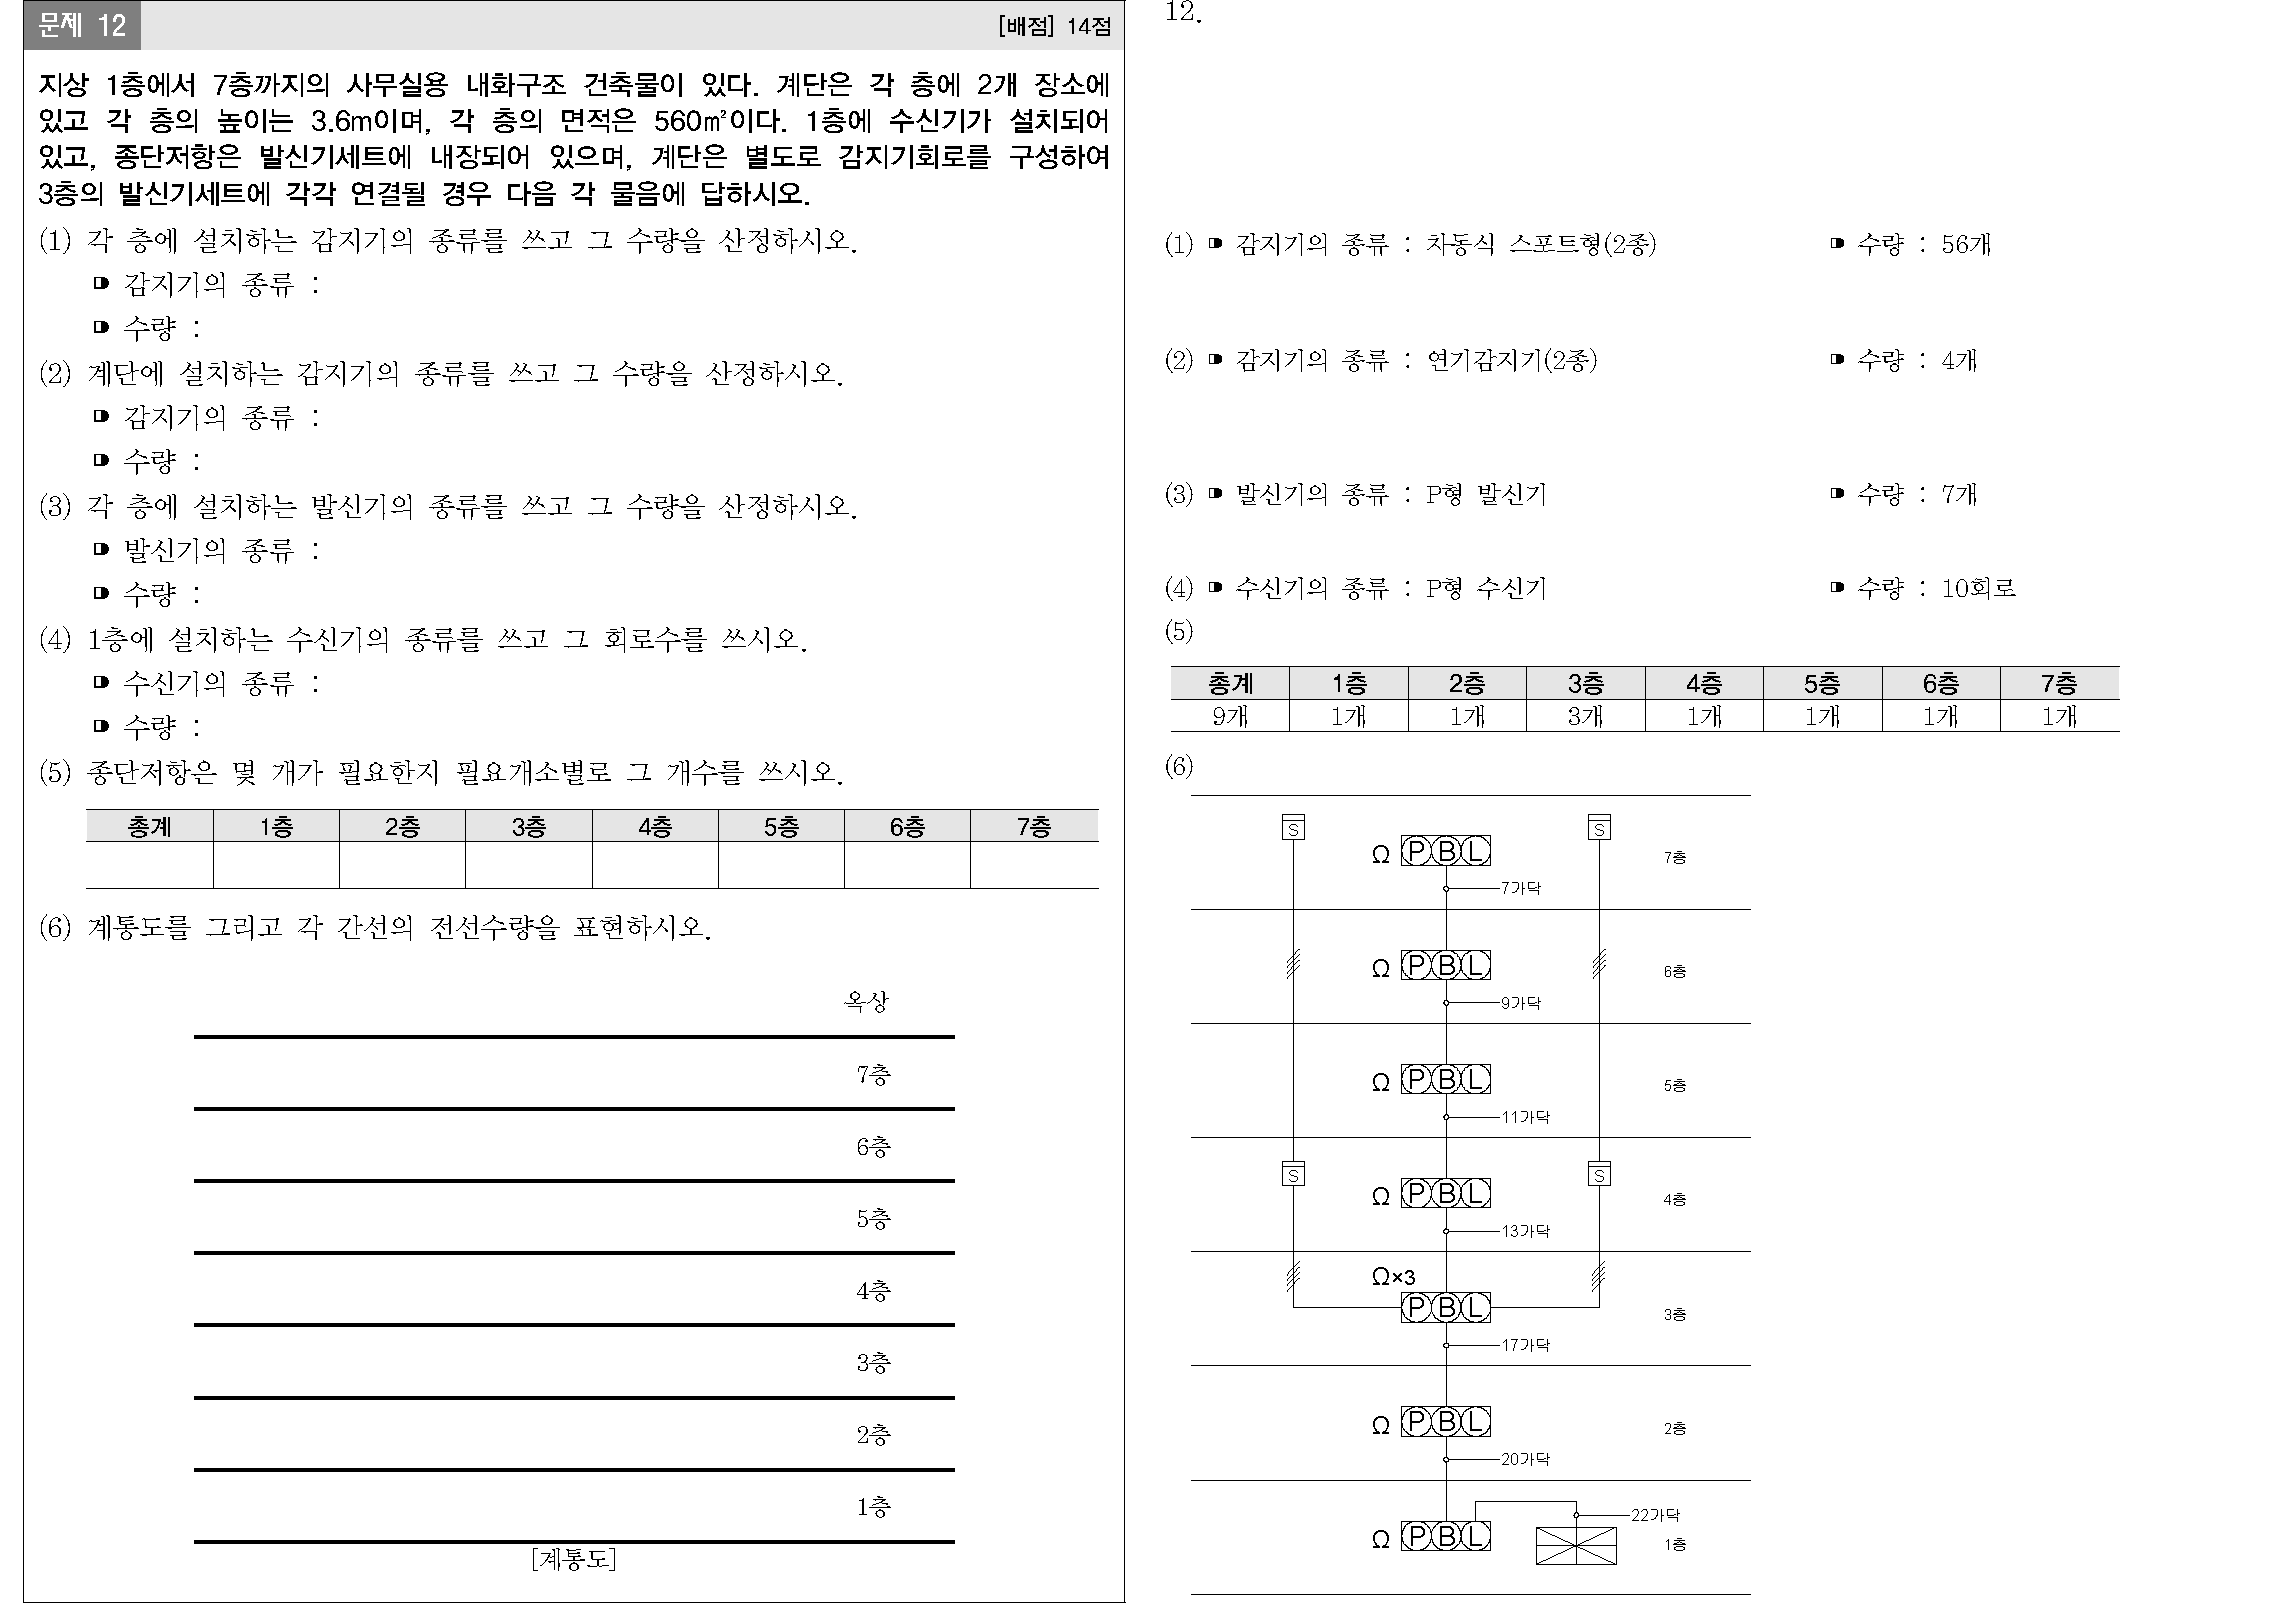 문제 12 [배점] 14점
지상 1층에서 7층까지의 사무실용 내화구조 건축물이 있다. 계단은 각 층에 2개 장소에
있고 각 층의 높이는 3.6m이며, 각 층의 면적은 560㎡이다. 1층에 수신기가 설치되어
있고, 종단저항은 발신기세트에 내장되어 있으며, 계단은 별도로 감지기회로를 구성하여
3층의 발신기세트에 각각 연결될 경우 다음 각 물음에 답하시오.
(1) 각 층에 설치하는 감지기의 종류를 쓰고 그 수량을 산정하시오.
감지기의 종류 :
수량 :
(2) 계단에 설치하는 감지기의 종류를 쓰고 그 수량을 산정하시오.
감지기의 종류 :
수량 :
(3) 각 층에 설치하는 발신기의 종류를 쓰고 그 수량을 산정하시오.
발신기의 종류 :
수량 :
(4) 1층에 설치하는 수신기의 종류를 쓰고 그 회로수를 쓰시오.
수신기의 종류 :
수량 :
(5) 종단저항은 몇 개가 필요한지 필요개소별로 그 개수를 쓰시오.
총계 1층 2층 3층 4층 5층 6층 7층
(6) 계통도를 그리고 각 간선의 전선수량을 표현하시오.
옥상
7층
6층
5층
4층
3층
2층
1층
[계통도]
12.
(1) 감지기의 종류 : 차동식 스포트형(2종) 수량 : 56개
(2) 감지기의 종류 : 연기감지기(2종) 수량 : 4개
(3) 발신기의 종류 : P형 발신기 수량 : 7개
(4) 수신기의 종류 : P형 수신기 수량 : 10회로
(5)
총계 1층 2층 3층 4층 5층 6층 7층
9개 1개 1개 3개 1개 1개 1개 1개
(6)
S S
Ω P B L 7층
7가닥
Ω P B L 6층
9가닥
Ω P B L 5층
11가닥
S S
Ω P B L 4층
13가닥
Ω×3
P B L 3층
17가닥
Ω P B L 2층
20가닥
22가닥
Ω P B L 1층